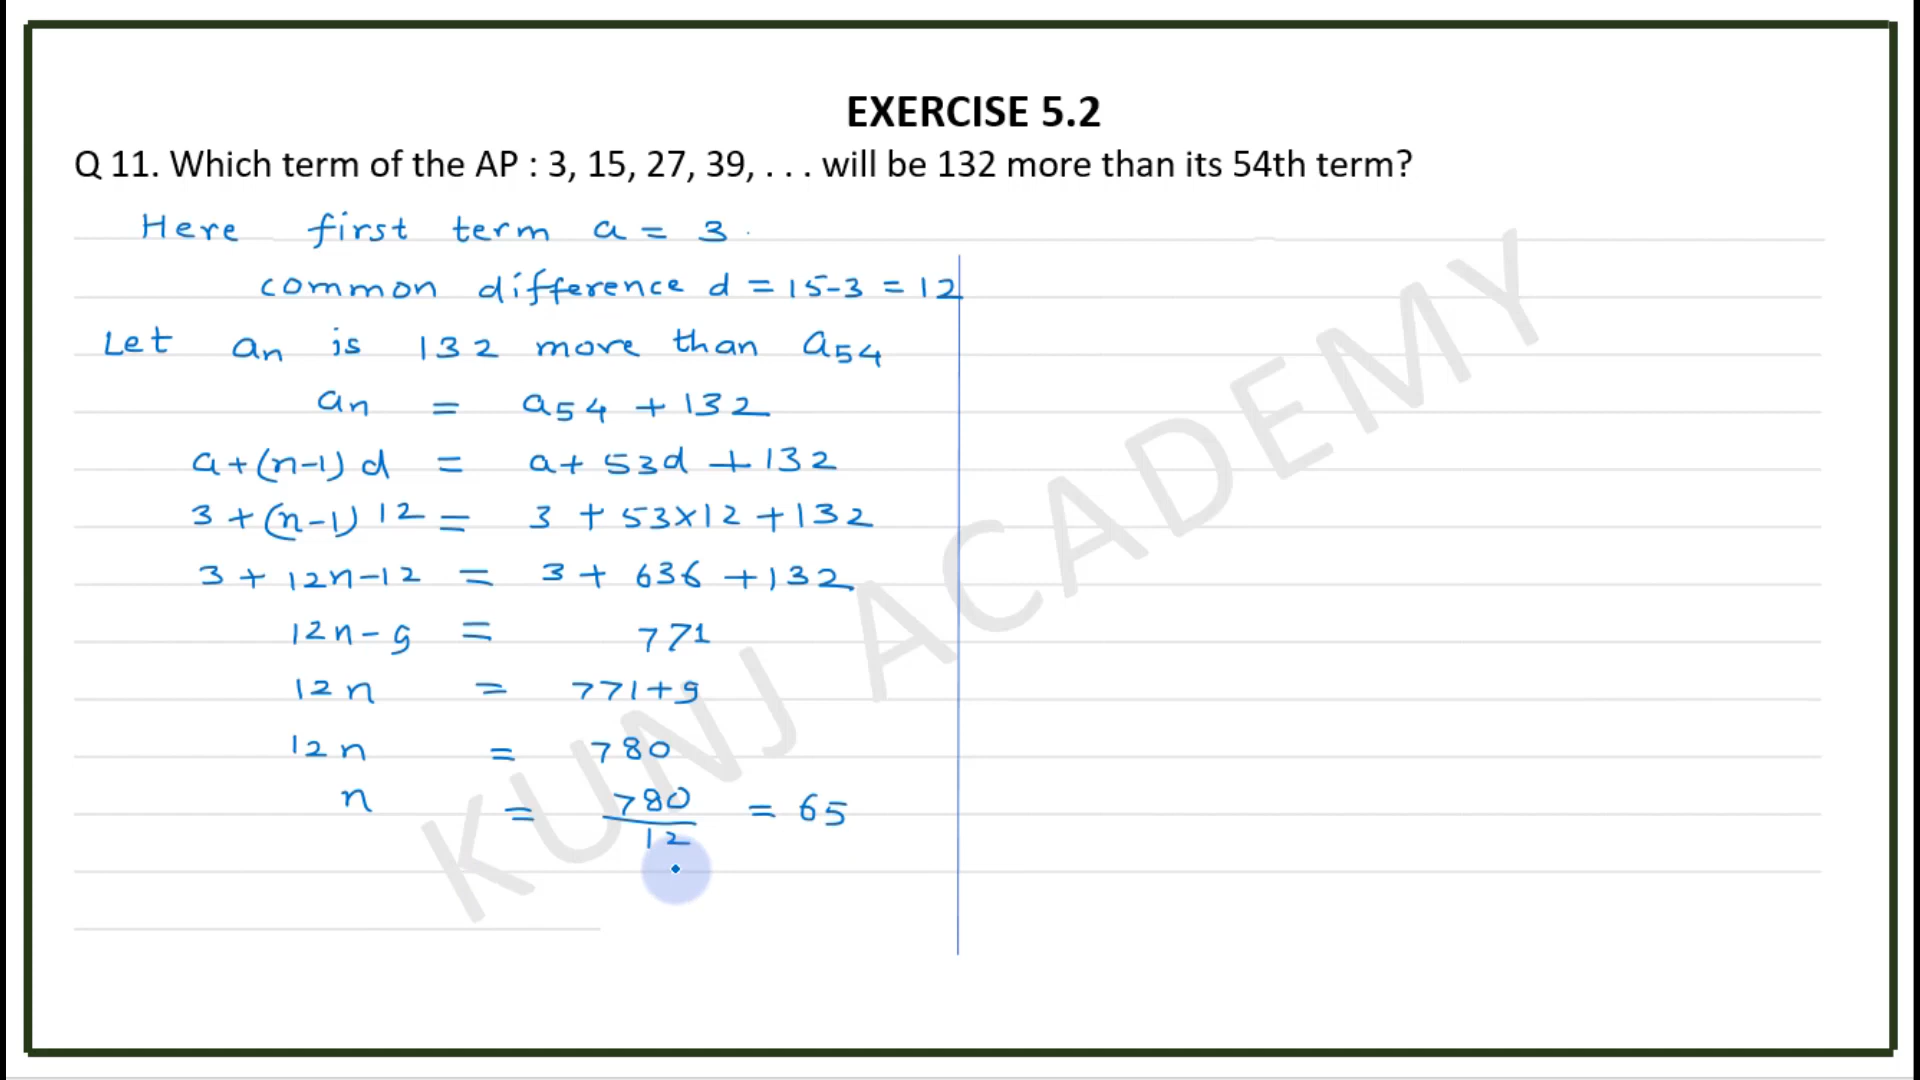 EXERCISE 5.2
Q 11. Which term of the AP : 3, 15, 27, 39, . . . will be 132 more than its 54th term?
Here first term a = 3
common difference d = 15-3 = 12
Let an is 132 more than a54
an = a54 + 132
a+(n-1) d = a+ 53d +132
3 +(n-1) 12 = 3 + 53×12 +132
3 + 12n-12 = 3+ 636 +132
12n - 9 = 771
12n = 771+9
12n = 780
n = 780/12 = 65
KUNJ ACADEMY